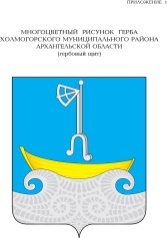 ПРИЛОЖЕНИЕ 1
МНОГОЦВЕТНЫЙ РИСУНОК ГЕРБА
ХОЛМОГОРСКОГО МУНИЦИПАЛЬНОГО РАЙОНА
АРХАНГЕЛЬСКОЙ ОБЛАСТИ
(гербовый щит)